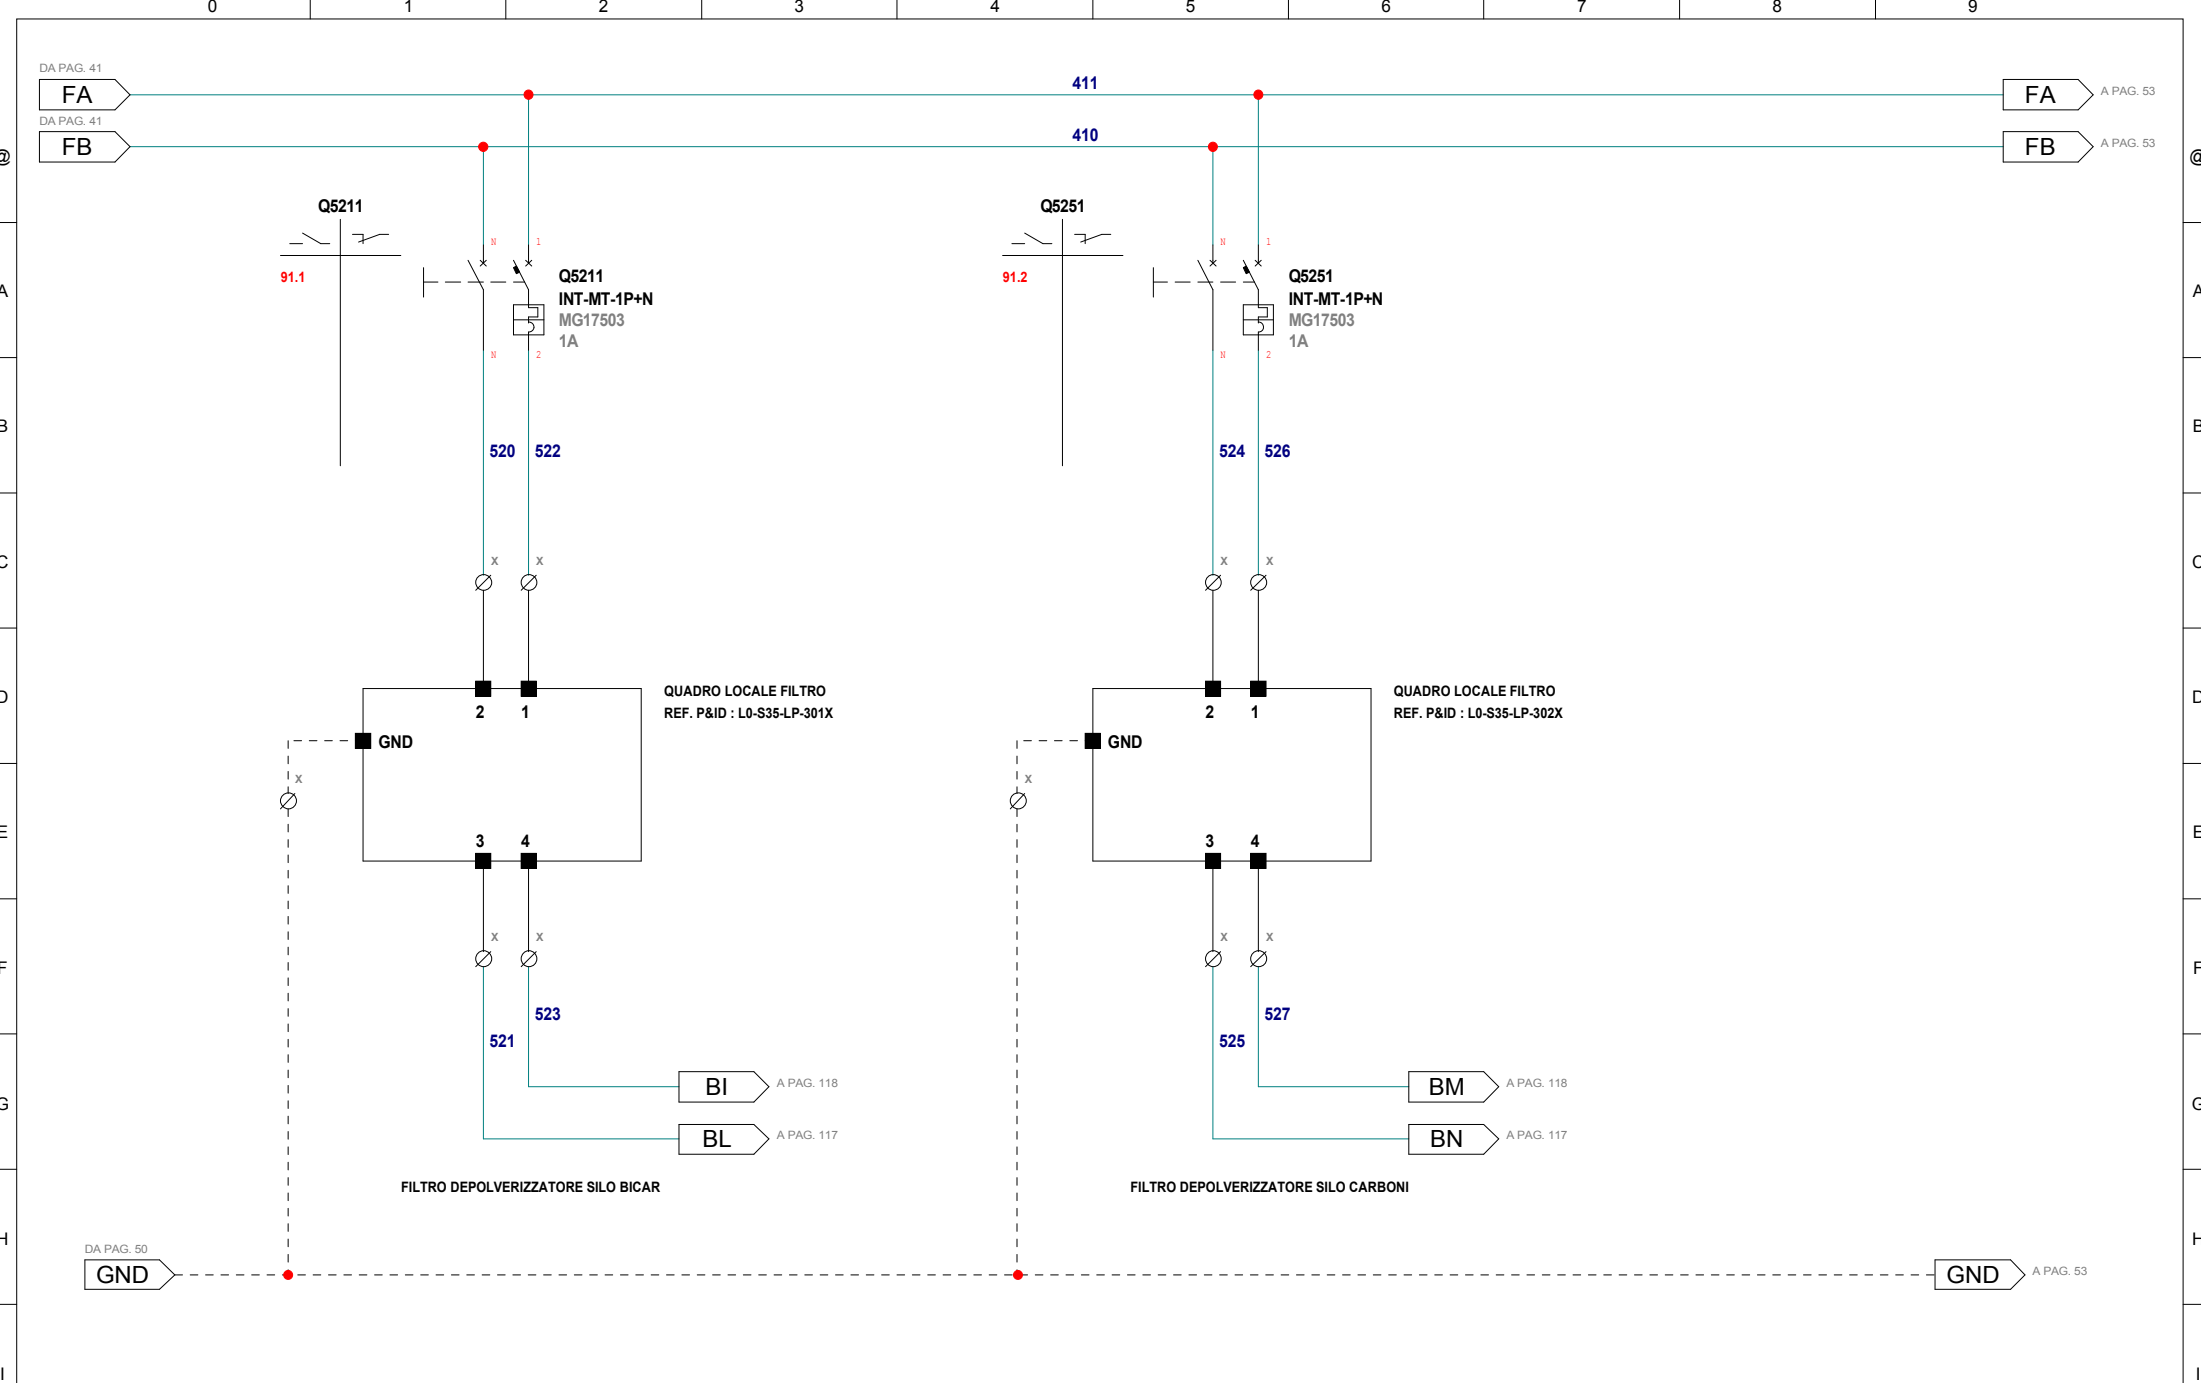 0 1 2 3 4 5 6 7 8 9
DA PAG. 41
FA 411 FA A PAG. 53
DA PAG. 41
FB 410 FB A PAG. 53
@ @
Q5211 Q5251
N 1 N 1
91.1 Q5211 91.2 Q5251
A INT-MT-1P+N INT-MT-1P+N A
MG17503 MG17503
1A 1A
N 2 N 2
B 520 522 524 526 B
C x x x x C
D QUADRO LOCALE FILTRO QUADRO LOCALE FILTRO D
2 1 REF. P&ID : L0-S35-LP-301X 2 1 REF. P&ID : L0-S35-LP-302X
GND GND
x x
E 3 4 3 4 E
x x x x
F F
523 527
521 525
BI A PAG. 118 BM A PAG. 118
G G
BL A PAG. 117 BN A PAG. 117
FILTRO DEPOLVERIZZATORE SILO BICAR FILTRO DEPOLVERIZZATORE SILO CARBONI
H H
DA PAG. 50
GND GND A PAG. 53
I I